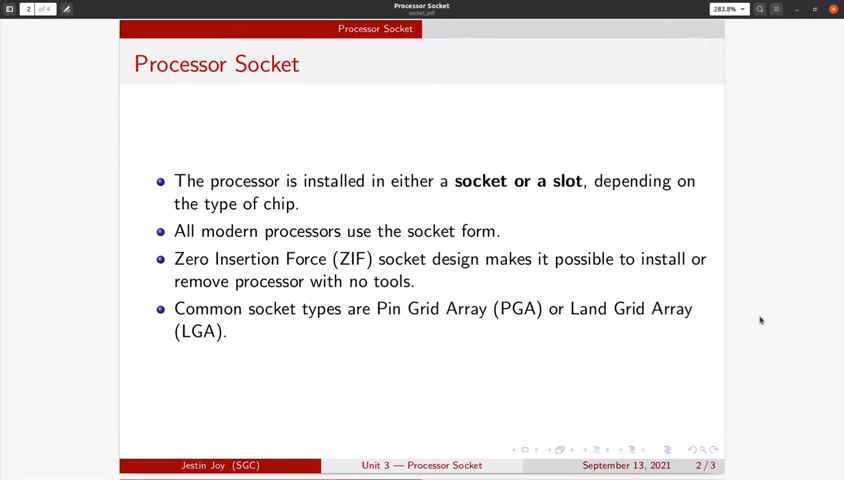 Processor Socket
socket.pdf
2 of 4
283.8%
Processor Socket
Processor Socket
The processor is installed in either a socket or a slot, depending on
the type of chip.
All modern processors use the socket form.
Zero Insertion Force (ZIF) socket design makes it possible to install or
remove processor with no tools.
Common socket types are Pin Grid Array (PGA) or Land Grid Array
(LGA).
Jestin Joy (SGC)
Unit 3 — Processor Socket
September 13, 2021
2 / 3